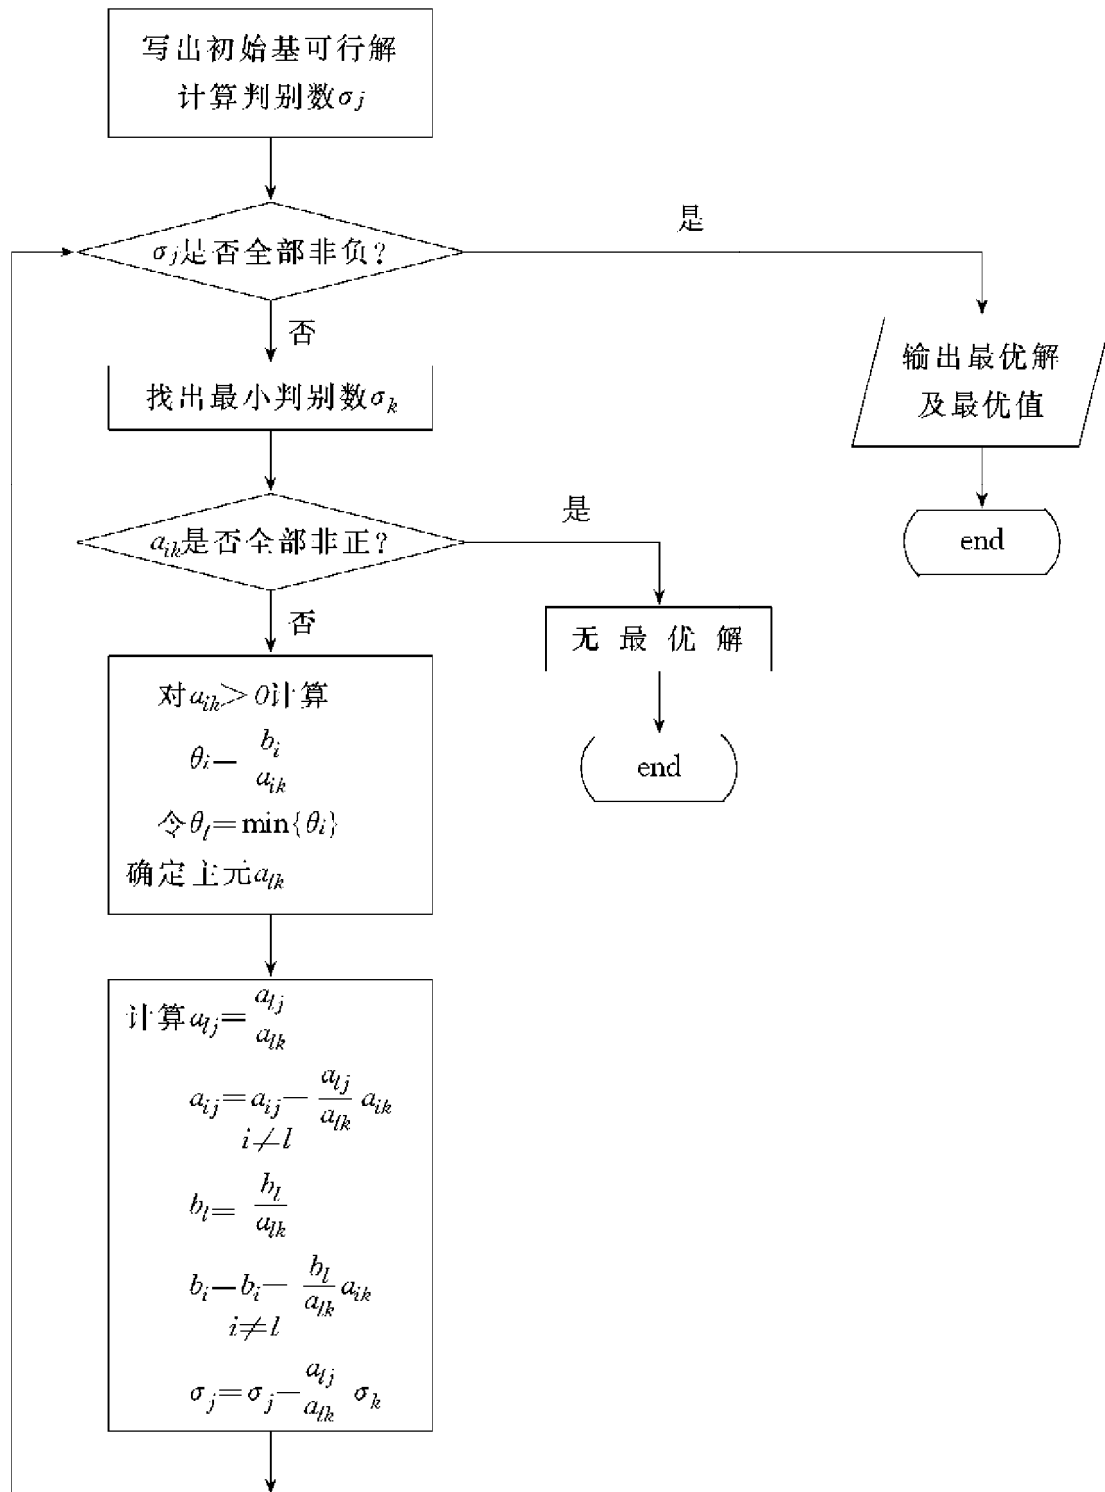 写出初始基可行解
计算判别数σj
是
σj是否全部非负?
否
输出最优解
及最优值
找出最小判别数σk
end
是
aik是否全部非正?
否
无最优解
end
对aik>0计算
θi=bi/aik
令θl=min{θi}
确定主元alk
计算alj=alj/alk
aij=aij−(alj/alk)aik
i≠l
bl=bl/alk
bi=bi−(bl/alk)aik
i≠l
σj=σj−(alj/alk)σk